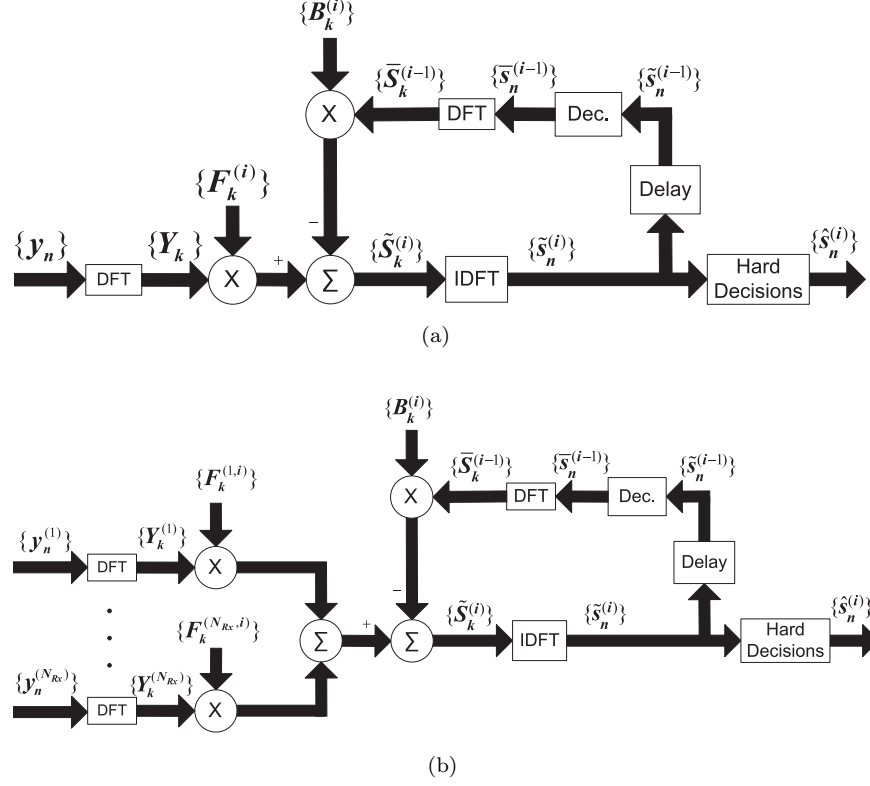 {B_k^(i)}
{S̄_k^(i−1)} {s̄_n^(i−1)} {s̃_n^(i−1)}
X DFT Dec.
{F_k^(i)} Delay
− 
{y_n} {Y_k} {S̃_k^(i)} {s̃_n^(i)} {ŝ_n^(i)}
+
DFT X Σ IDFT Hard Decisions
(a)
{B_k^(i)}
{S̄_k^(i−1)} {s̄_n^(i−1)} {s̃_n^(i−1)}
{F_k^(1,i)} X DFT Dec.
{y_n^(1)} {Y_k^(1)}
DFT X Delay
−
. {S̃_k^(i)} {s̃_n^(i)} {ŝ_n^(i)}
. {F_k^(N_Rx,i)} Σ + Σ IDFT Hard Decisions
.
{y_n^(N_Rx)} {Y_k^(N_Rx)}
DFT X
(b)